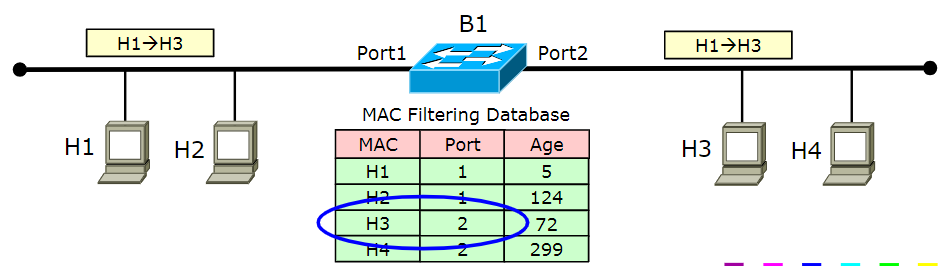 B1
H1→H3
Port1
Port2
H1→H3
H1
H2
H3
H4
MAC Filtering Database
MAC Port Age
H1 1 5
H2 1 124
H3 2 72
H4 2 299